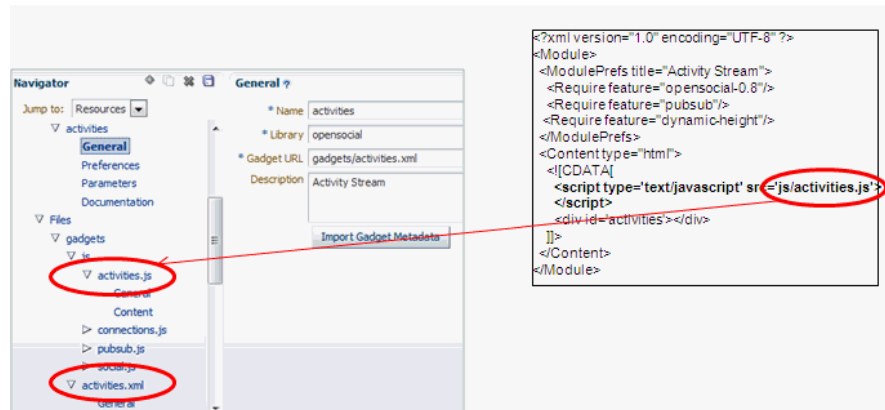 Navigator
Jump to: Resources
activities
General
Preferences
Parameters
Documentation
Files
gadgets
js
activities.js
General
Content
connections.js
pubsub.js
social.js
activities.xml
General
General ?
* Name activities
* Library opensocial
* Gadget URL gadgets/activities.xml
Description Activity Stream
Import Gadget Metadata
<?xml version="1.0" encoding="UTF-8" ?>
<Module>
<ModulePrefs title="Activity Stream">
<Require feature="opensocial-0.8"/>
<Require feature="pubsub"/>
<Require feature="dynamic-height"/>
</ModulePrefs>
<Content type="html">
<![CDATA[
<script type='text/javascript' src='js/activities.js'>
</script>
<div id='activities'></div>
]]>
</Content>
</Module>